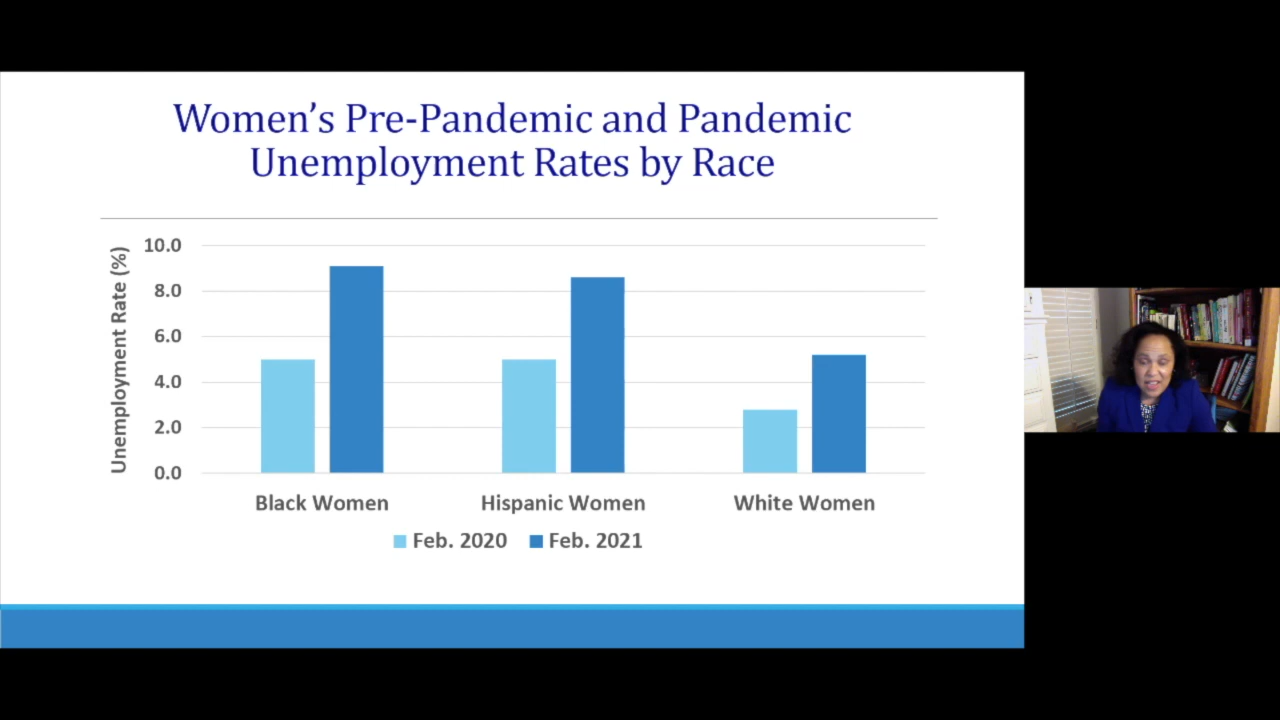 Women’s Pre-Pandemic and Pandemic
Unemployment Rates by Race
Unemployment Rate (%)
10.0
8.0
6.0
4.0
2.0
0.0
Black Women
Hispanic Women
White Women
Feb. 2020
Feb. 2021